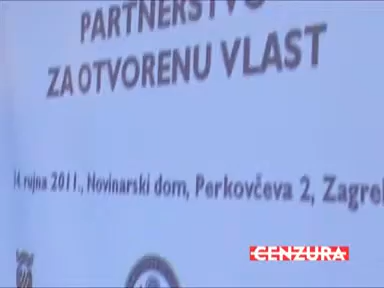 PARTNERSTVO
ZA OTVORENU VLAST
14. rujna 2011., Novinarski dom, Perkovčeva 2, Zagreb
CENZURA